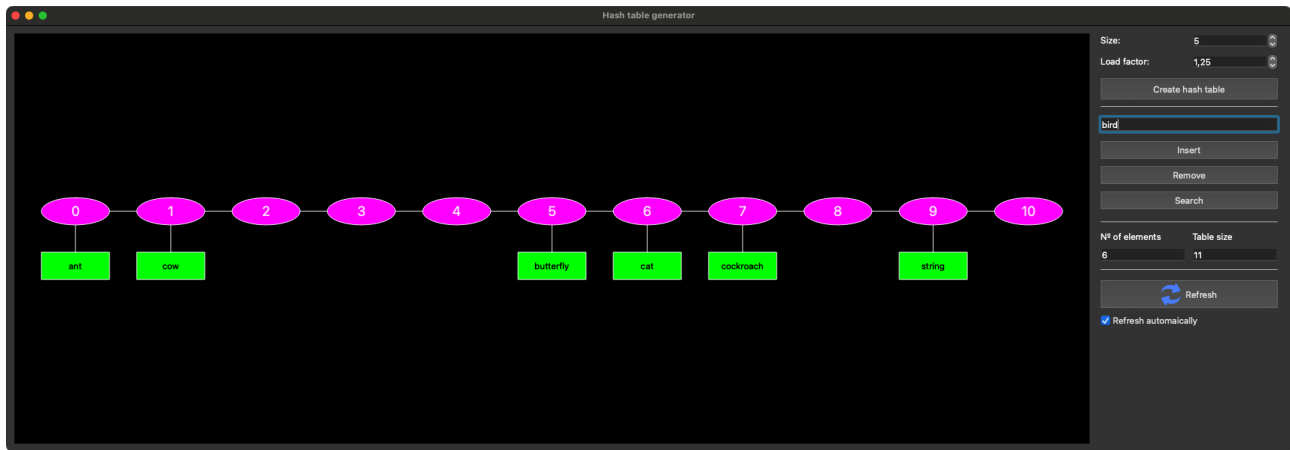 Hash table generator
Size: 5
Load factor: 1,25
Create hash table
bird
Insert
Remove
Search
Nº of elements Table size
6 11
Refresh
Refresh automaically
0 1 2 3 4 5 6 7 8 9 10
ant cow butterfly cat cockroach string